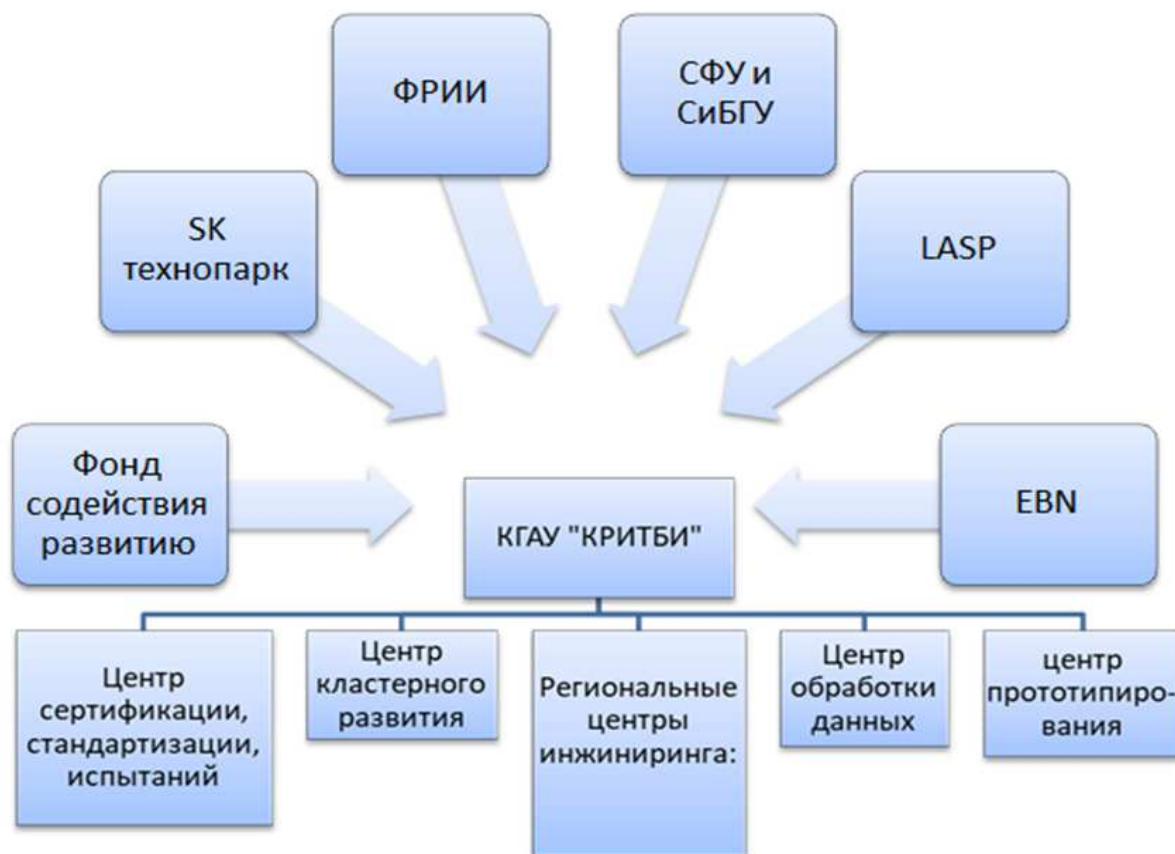 ФРИИ
СФУ и
СиБГУ
SK
технопарк
LASP
Фонд
содействия
развитию
EBN
КГАУ "КРИТБИ"
Центр
сертификации,
стандартизации,
испытаний
Центр
кластерного
развития
Региональные
центры
инжиниринга:
Центр
обработки
данных
центр
прототипиро-
вания